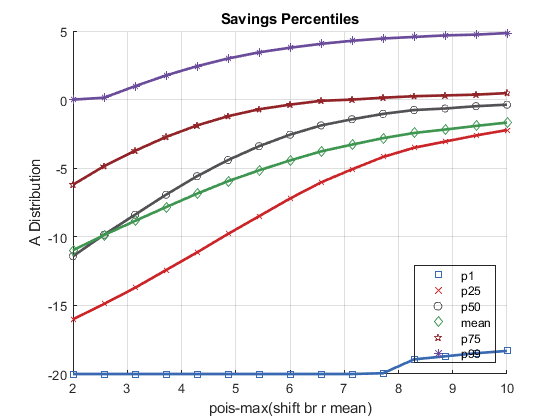 Savings Percentiles
5
0
-5
-10
-15
-20
A Distribution
p1
p25
p50
mean
p75
p99
2 3 4 5 6 7 8 9 10
pois-max(shift br r mean)